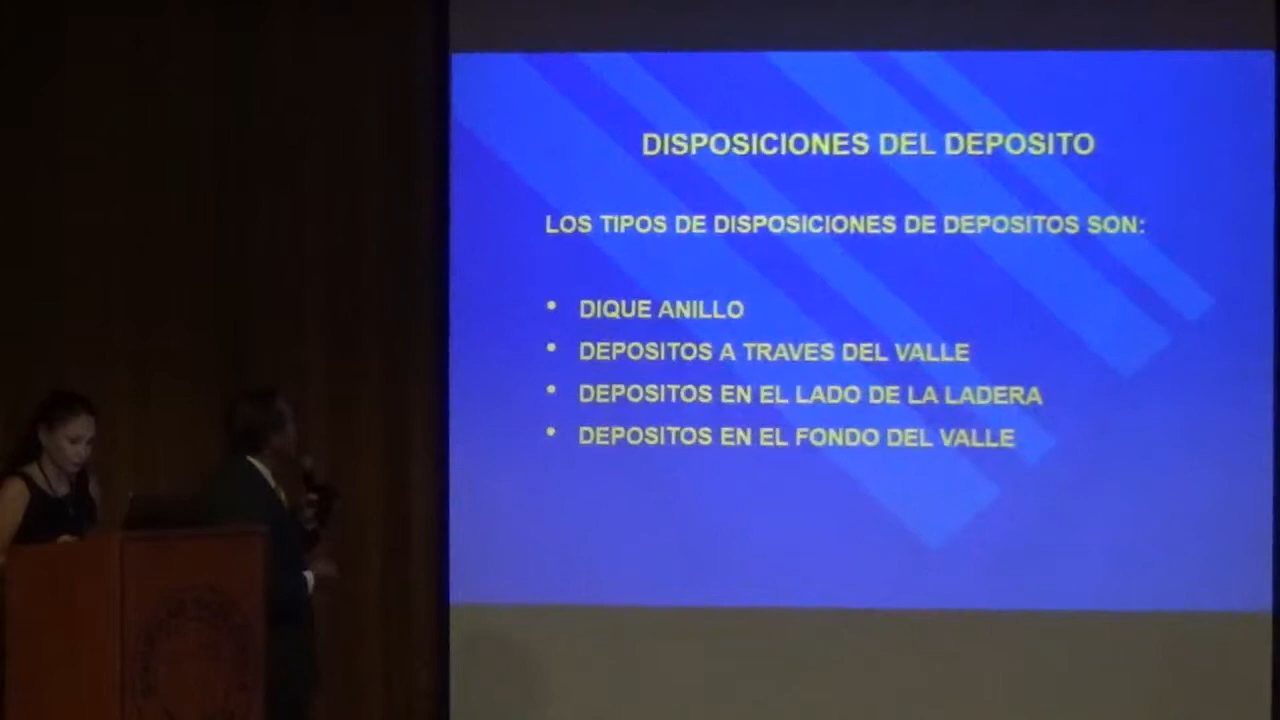 DISPOSICIONES DEL DEPOSITO
LOS TIPOS DE DISPOSICIONES DE DEPOSITOS SON:
• DIQUE ANILLO
• DEPOSITOS A TRAVES DEL VALLE
• DEPOSITOS EN EL LADO DE LA LADERA
• DEPOSITOS EN EL FONDO DEL VALLE